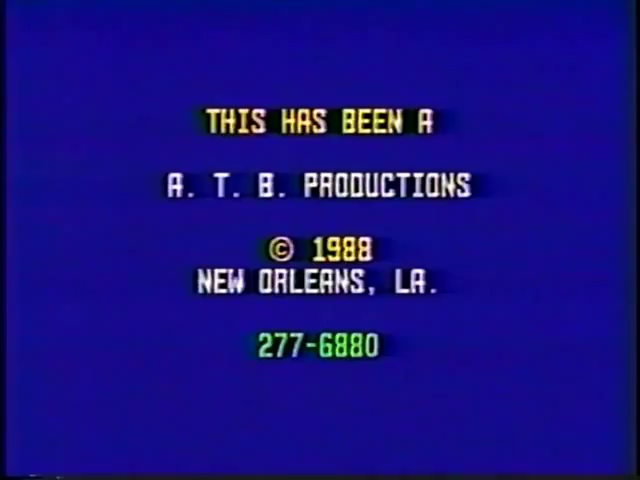 THIS HAS BEEN A
A. T. B. PRODUCTIONS
© 1988
NEW ORLEANS, LA.
277-6880